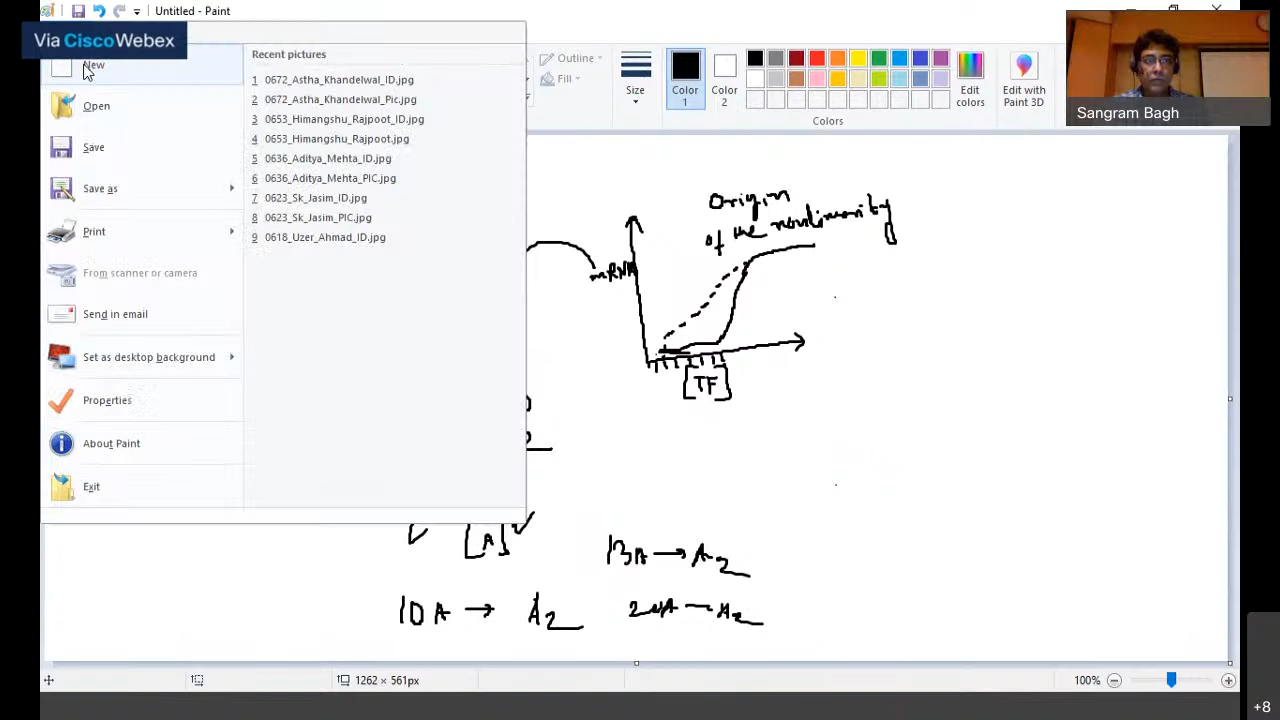 Untitled - Paint
Via CiscoWebex
New
Open
Save
Save as
Print
From scanner or camera
Send in email
Set as desktop background
Properties
About Paint
Exit
Recent pictures
1 0672_Astha_Khandelwal_ID.jpg
2 0672_Astha_Khandelwal_Pic.jpg
3 0653_Himangshu_Rajpoot_ID.jpg
4 0653_Himangshu_Rajpoot.jpg
5 0636_Aditya_Mehta_ID.jpg
6 0636_Aditya_Mehta_PIC.jpg
7 0623_Sk_Jasim_ID.jpg
8 0623_Sk_Jasim_PIC.jpg
9 0618_Uzer_Ahmad_ID.jpg
Outline
Fill
Size
Color 1
Color 2
Edit colors
Edit with Paint 3D
Colors
Sangram Bagh
Origin
of the nonlinearity
mRNA
[TF]
[A]
13A → A2
10A → A2
1262 × 561px
100%
+8